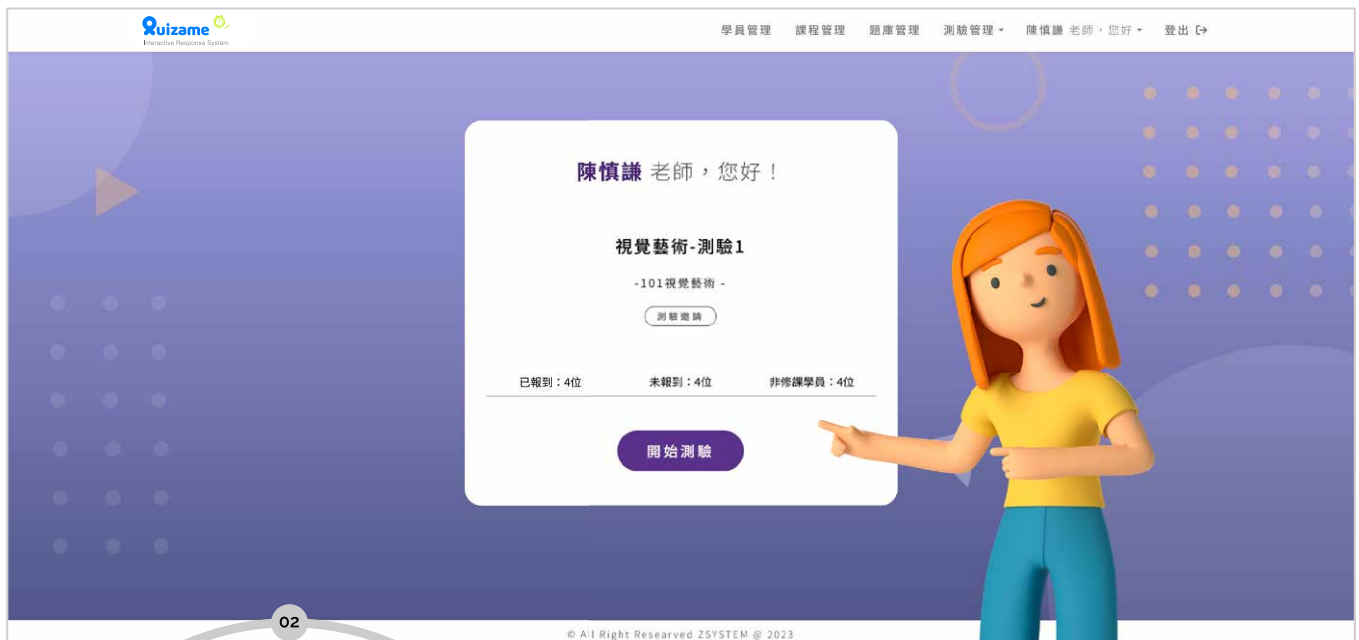 Quizame
Interactive Response System
學員管理 課程管理 題庫管理 測驗管理 陳慎謙 老師，您好 登出
陳慎謙 老師，您好！
視覺藝術-測驗1
-101視覺藝術 -
測驗邀請
已報到：4位 未報到：4位 非修課學員：4位
開始測驗
02
© All Right Researved ZSYSTEM @ 2023